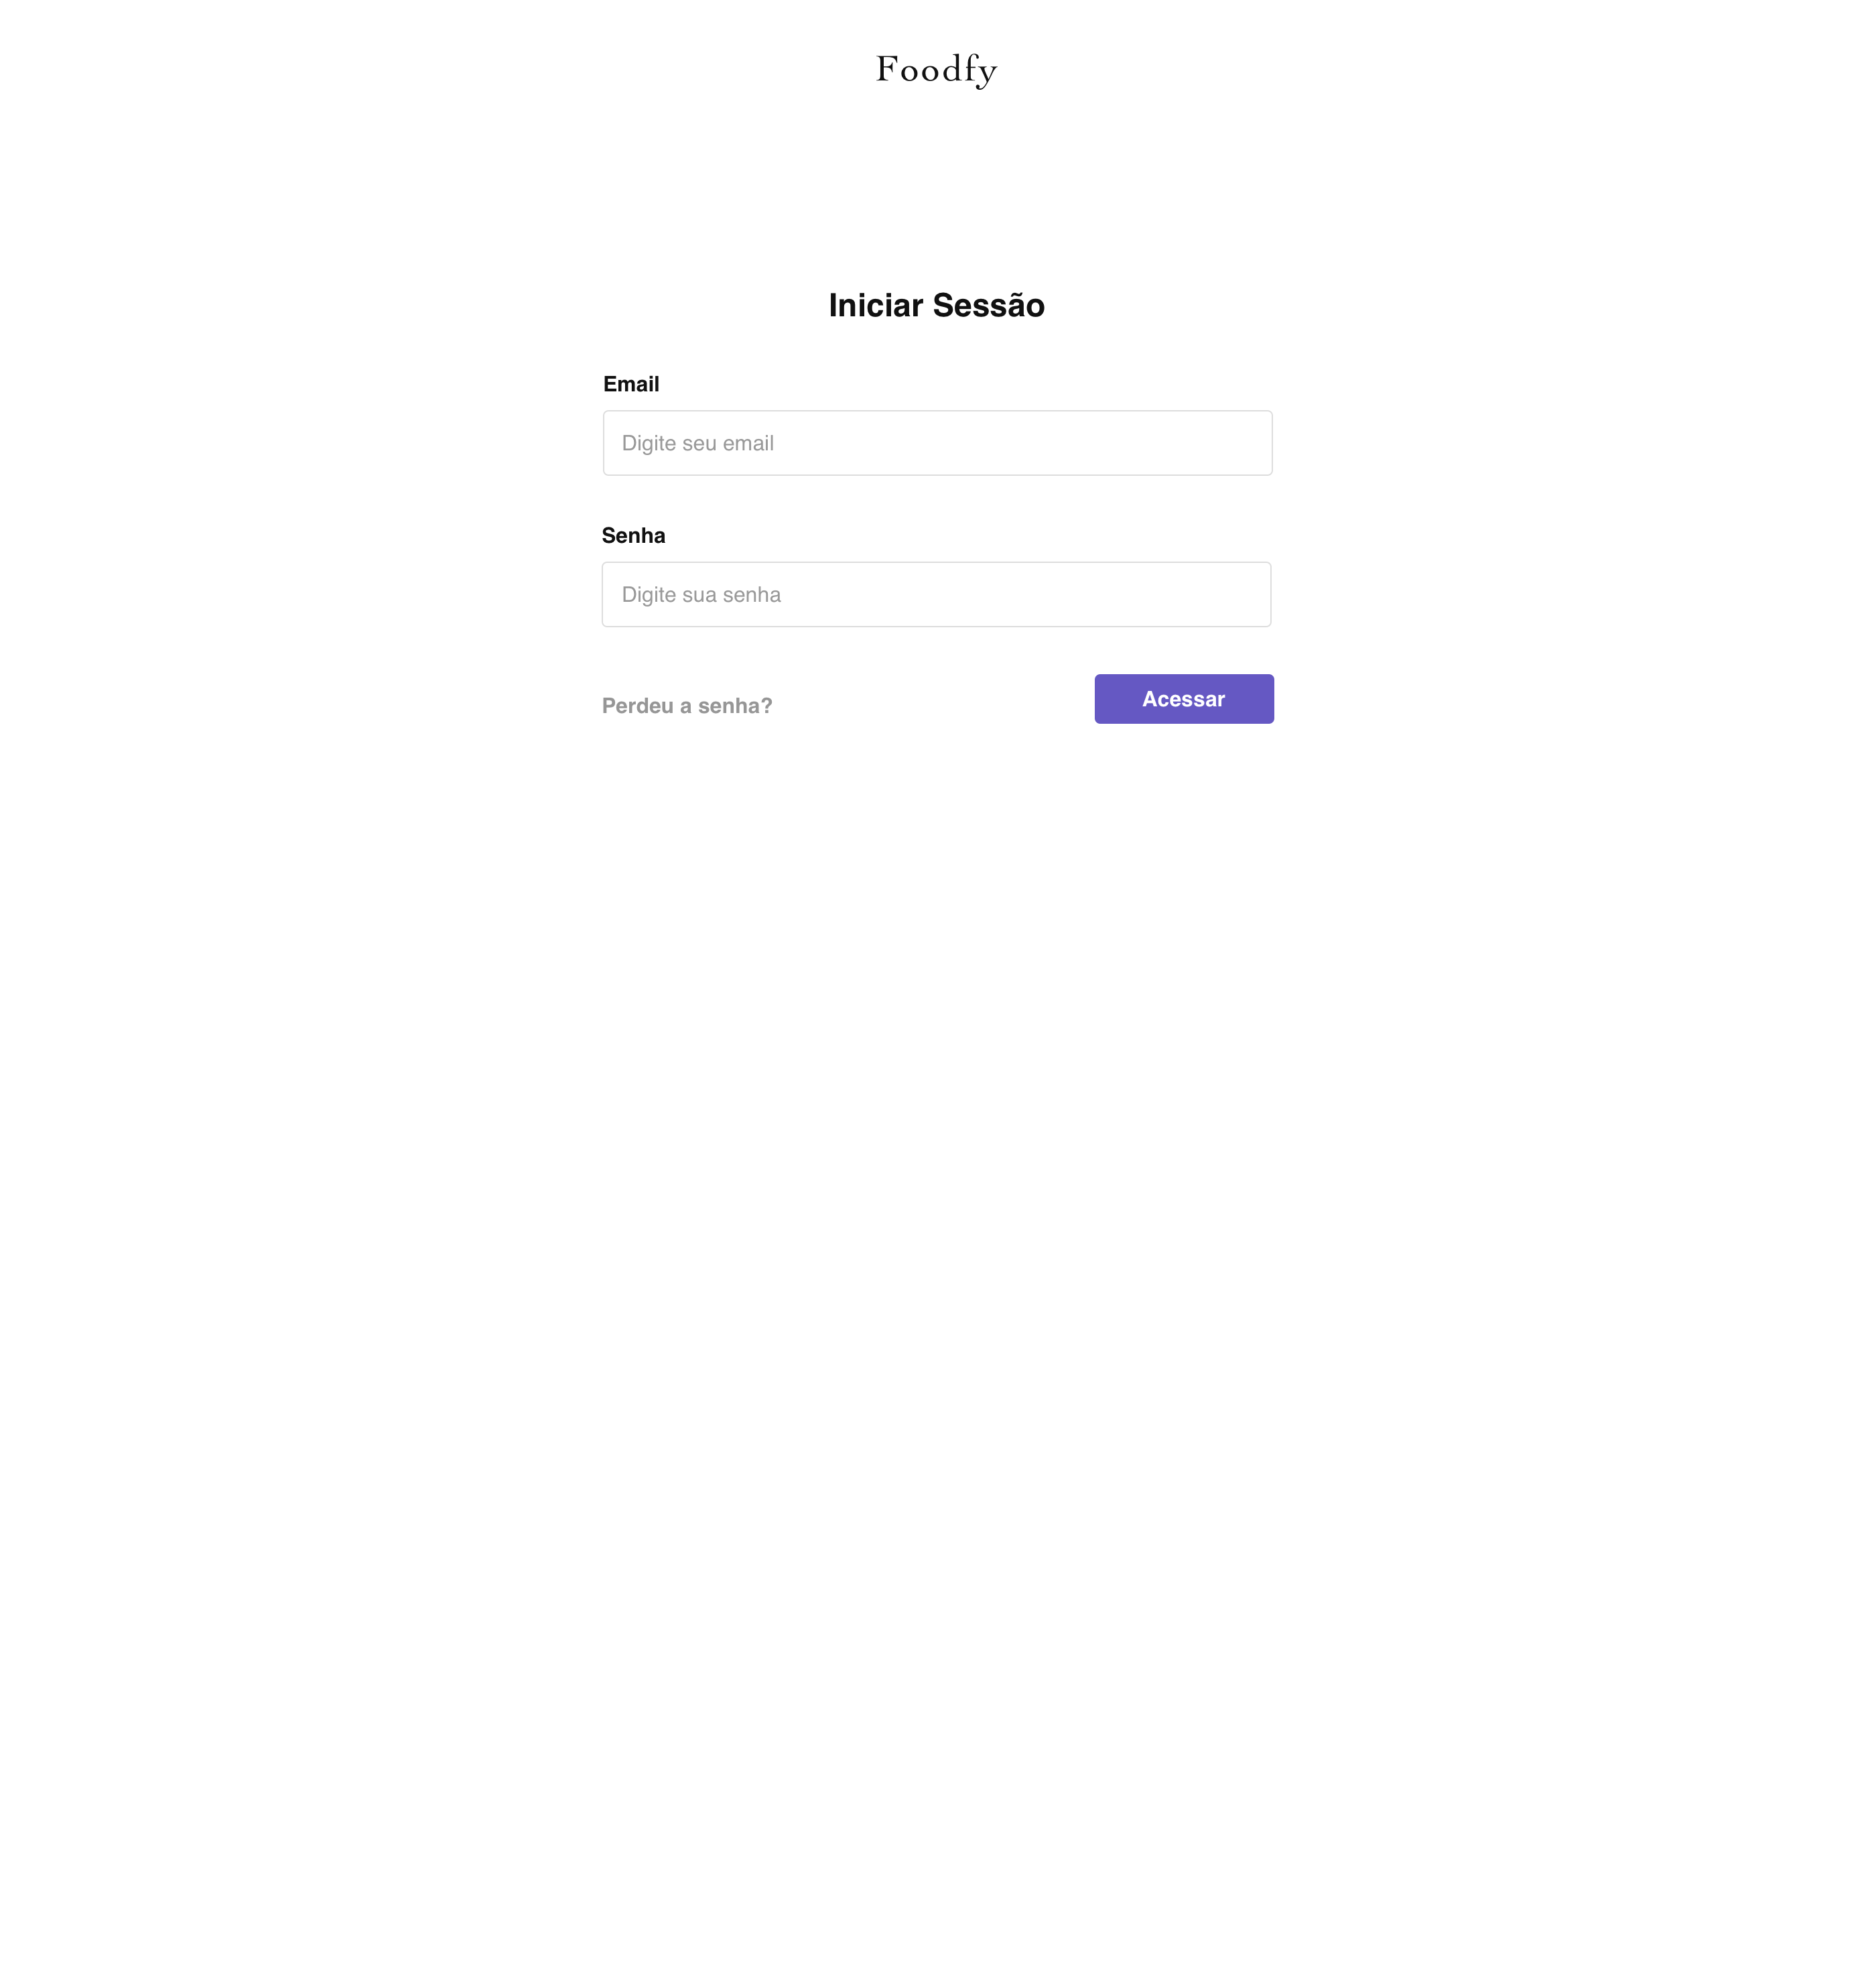 Foodfy
Iniciar Sessão
Email
Digite seu email
Senha
Digite sua senha
Perdeu a senha?
Acessar